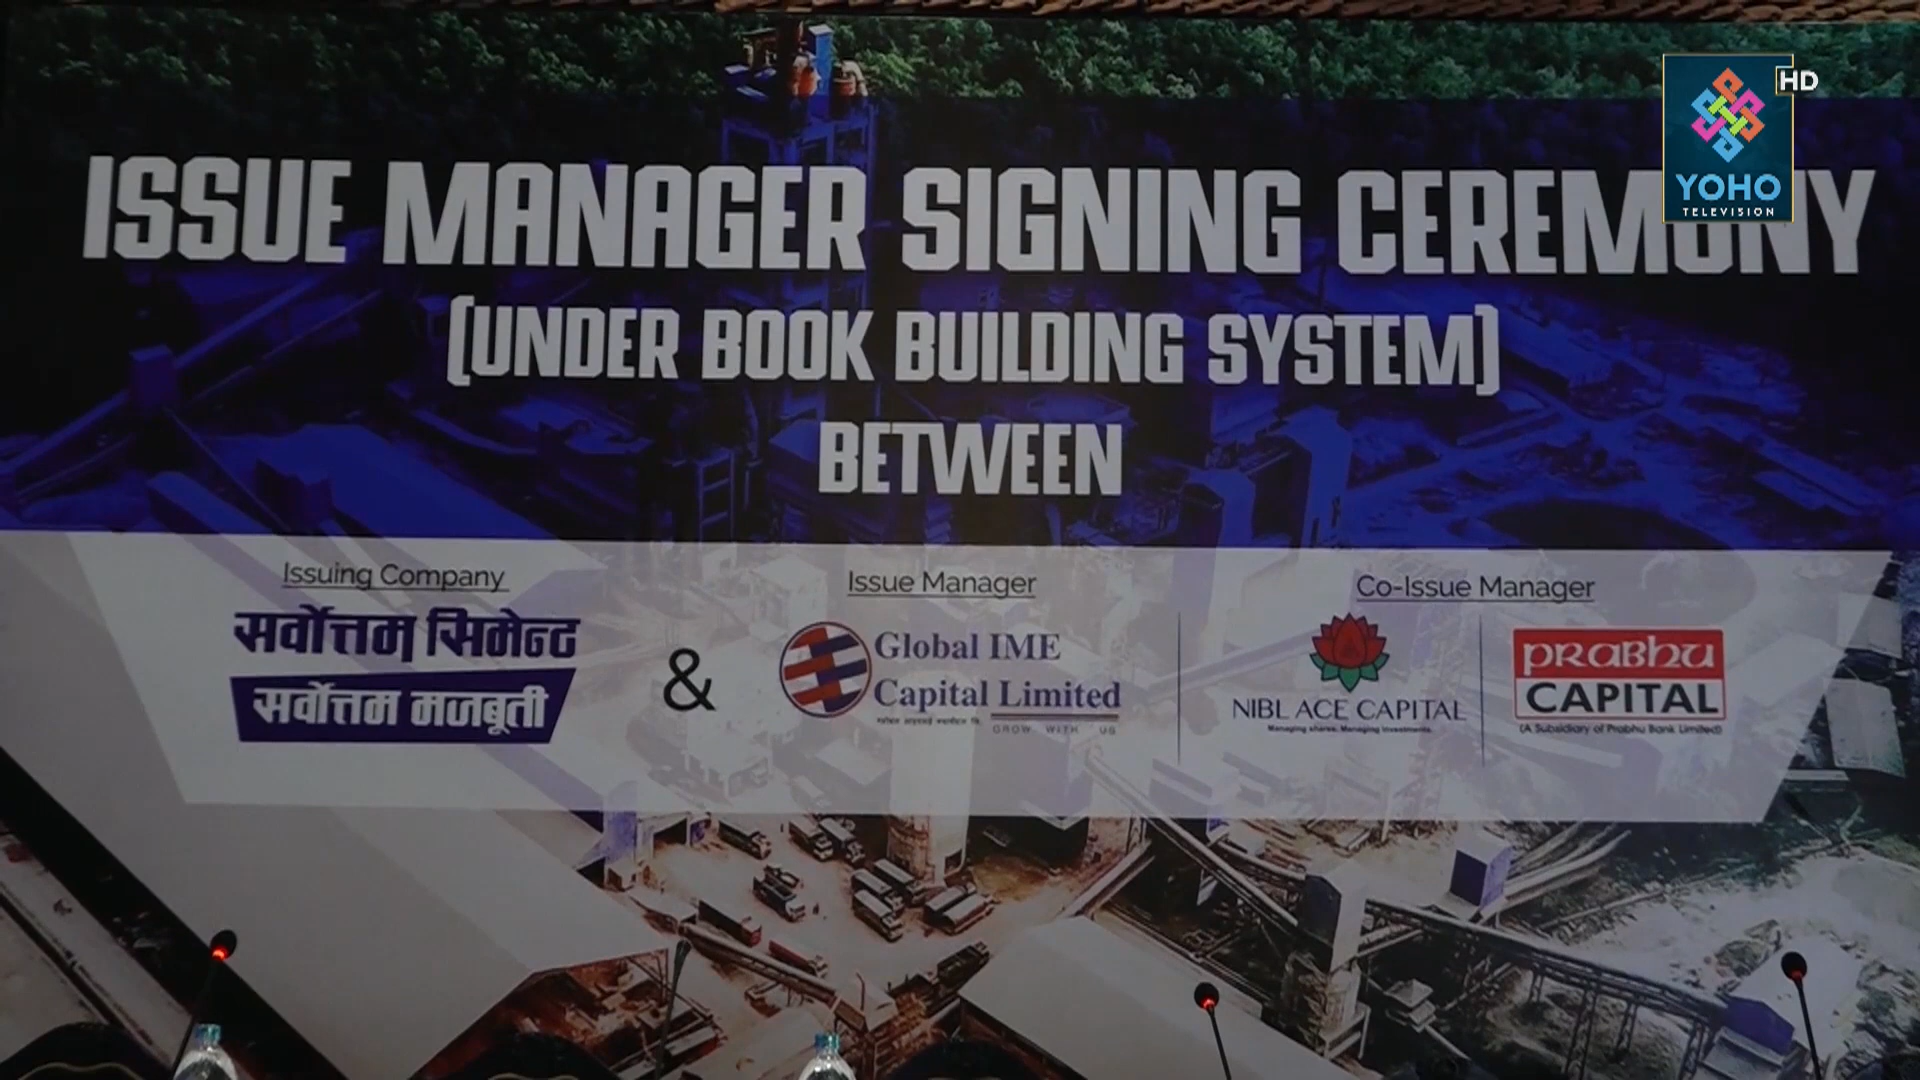 HD
YOHO
TELEVISION
ISSUE MANAGER SIGNING CEREMONY
(UNDER BOOK BUILDING SYSTEM)
BETWEEN
Issuing Company
सर्वोत्तम सिमेन्ट
सर्वोत्तम मजबूती
&
Issue Manager
Global IME
Capital Limited
GROW WITH US
Co-Issue Manager
NIBL ACE CAPITAL
Managing shares. Managing investments.
PRABHU
CAPITAL
(A Subsidiary of Prabhu Bank Limited)